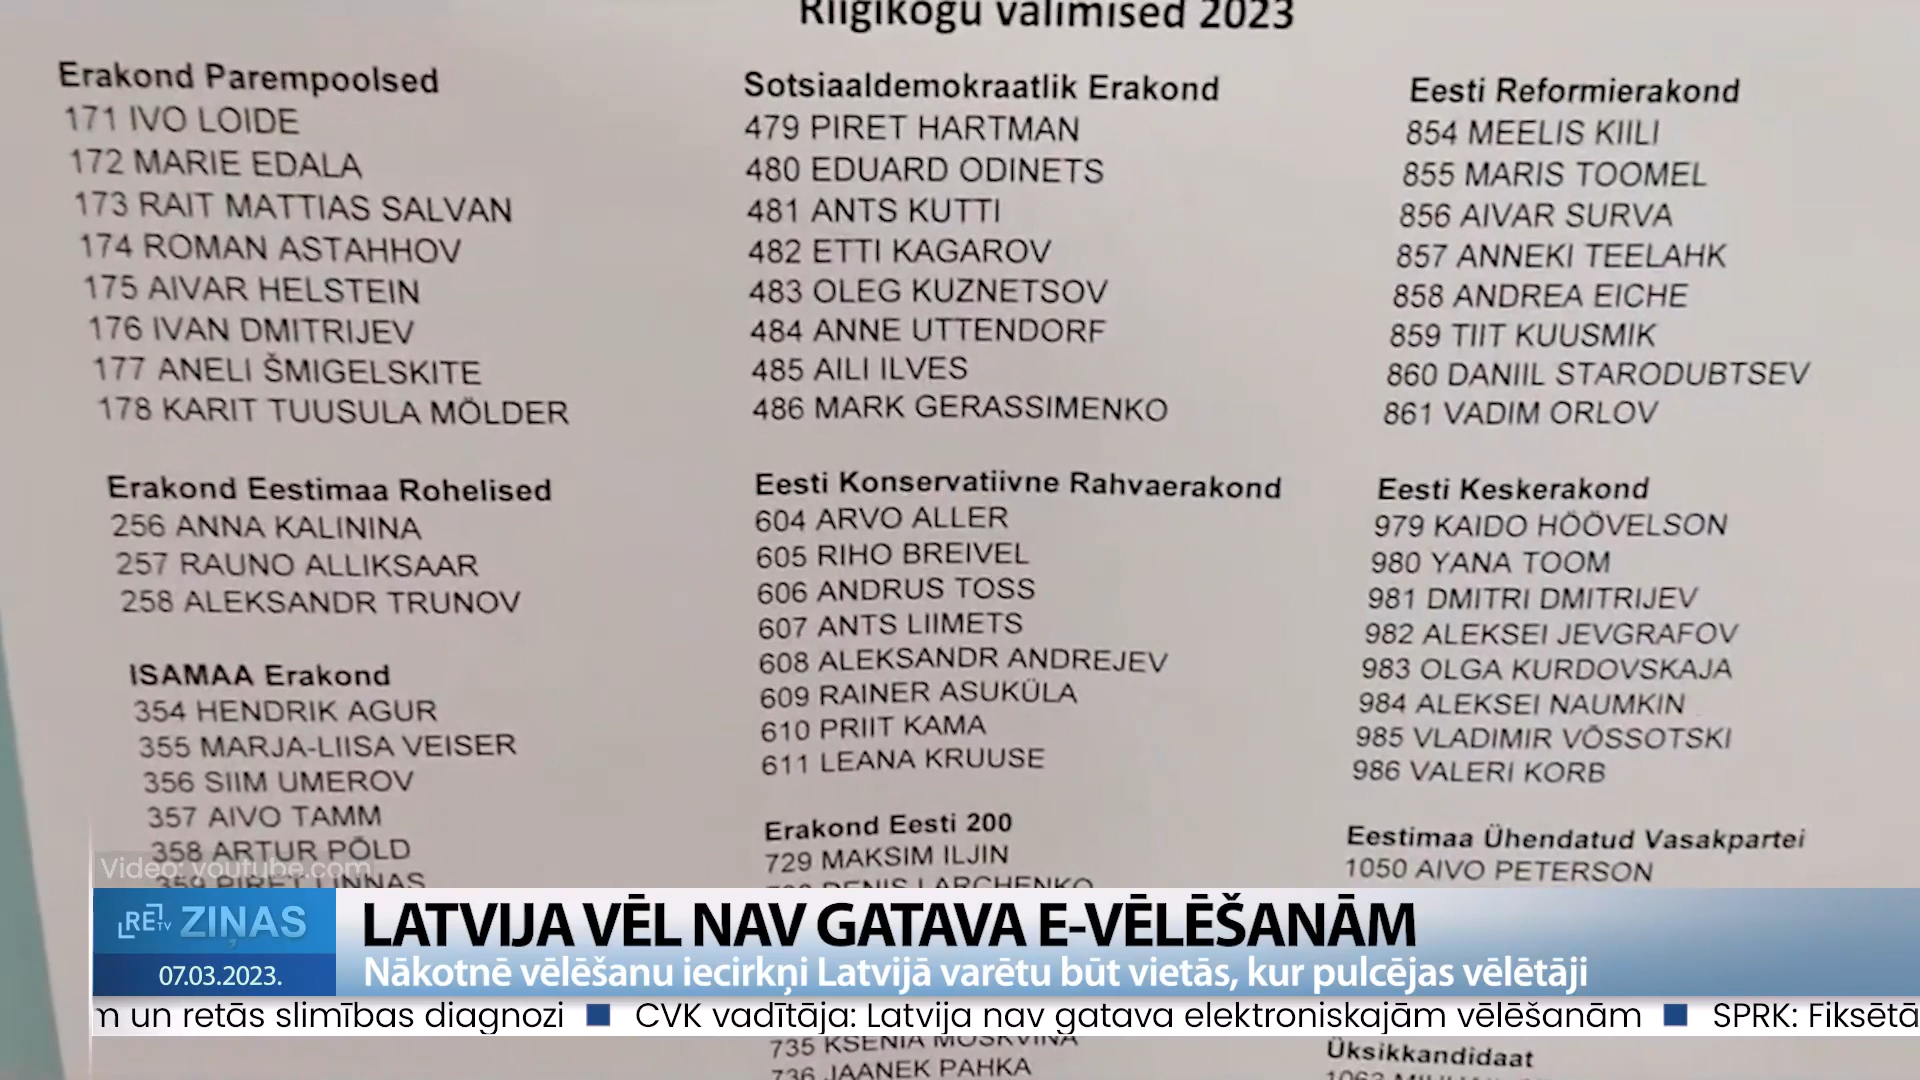 Riigikogu valimised 2023
Erakond Parempoolsed
171 IVO LOIDE
172 MARIE EDALA
173 RAIT MATTIAS SALVAN
174 ROMAN ASTAHHOV
175 AIVAR HELSTEIN
176 IVAN DMITRIJEV
177 ANELI ŠMIGELSKITE
178 KARIT TUUSULA MÖLDER
Erakond Eestimaa Rohelised
256 ANNA KALININA
257 RAUNO ALLIKSAAR
258 ALEKSANDR TRUNOV
ISAMAA Erakond
354 HENDRIK AGUR
355 MARJA-LIISA VEISER
356 SIIM UMEROV
357 AIVO TAMM
358 ARTUR PÕLD
359 PIRET LINNAS
Sotsiaaldemokraatlik Erakond
479 PIRET HARTMAN
480 EDUARD ODINETS
481 ANTS KUTTI
482 ETTI KAGAROV
483 OLEG KUZNETSOV
484 ANNE UTTENDORF
485 AILI ILVES
486 MARK GERASSIMENKO
Eesti Konservatiivne Rahvaerakond
604 ARVO ALLER
605 RIHO BREIVEL
606 ANDRUS TOSS
607 ANTS LIIMETS
608 ALEKSANDR ANDREJEV
609 RAINER ASUKÜLA
610 PRIIT KAMA
611 LEANA KRUUSE
Erakond Eesti 200
729 MAKSIM ILJIN
DENIS LARCHENKO
735 KSENIA MOSKVINA
736 JAANEK PAHKA
Eesti Reformierakond
854 MEELIS KIILI
855 MARIS TOOMEL
856 AIVAR SURVA
857 ANNEKI TEELAHK
858 ANDREA EICHE
859 TIIT KUUSMIK
860 DANIIL STARODUBTSEV
861 VADIM ORLOV
Eesti Keskerakond
979 KAIDO HÖÖVELSON
980 YANA TOOM
981 DMITRI DMITRIJEV
982 ALEKSEI JEVGRAFOV
983 OLGA KURDOVSKAJA
984 ALEKSEI NAUMKIN
985 VLADIMIR VÕSSOTSKI
986 VALERI KORB
Eestimaa Ühendatud Vasakpartei
1050 AIVO PETERSON
Üksikkandidaat
Video: youtube.com
RETV ZIŅAS
07.03.2023.
LATVIJA VĒL NAV GATAVA E-VĒLĒŠANĀM
Nākotnē vēlēšanu iecirkņi Latvijā varētu būt vietās, kur pulcējas vēlētāji
m un retās slimības diagnozi ■ CVK vadītāja: Latvija nav gatava elektroniskajām vēlēšanām ■ SPRK: Fiksētā